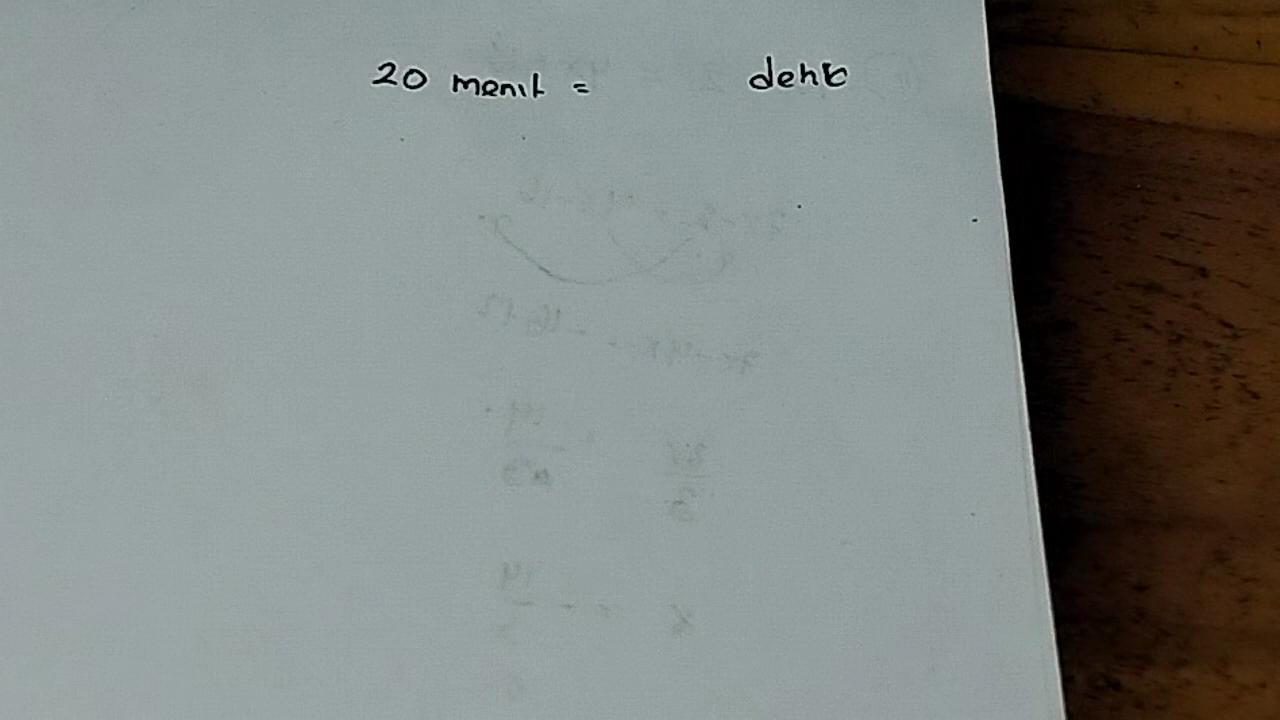 20 menit = detik